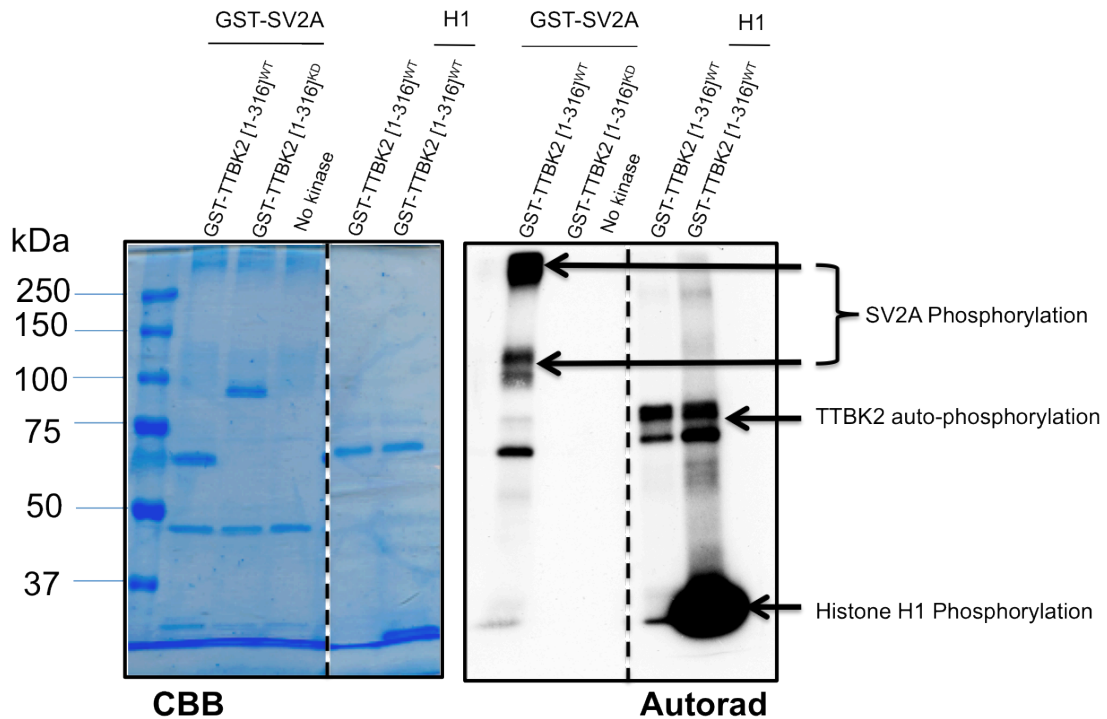 GST-SV2A
H1
GST-SV2A
H1
GST-TTBK2 [1-316]WT
GST-TTBK2 [1-316]KD
No kinase
GST-TTBK2 [1-316]WT
GST-TTBK2 [1-316]WT
GST-TTBK2 [1-316]WT
GST-TTBK2 [1-316]KD
No kinase
GST-TTBK2 [1-316]WT
GST-TTBK2 [1-316]WT
kDa
250
150
100
75
50
37
SV2A Phosphorylation
TTBK2 auto-phosphorylation
Histone H1 Phosphorylation
CBB
Autorad